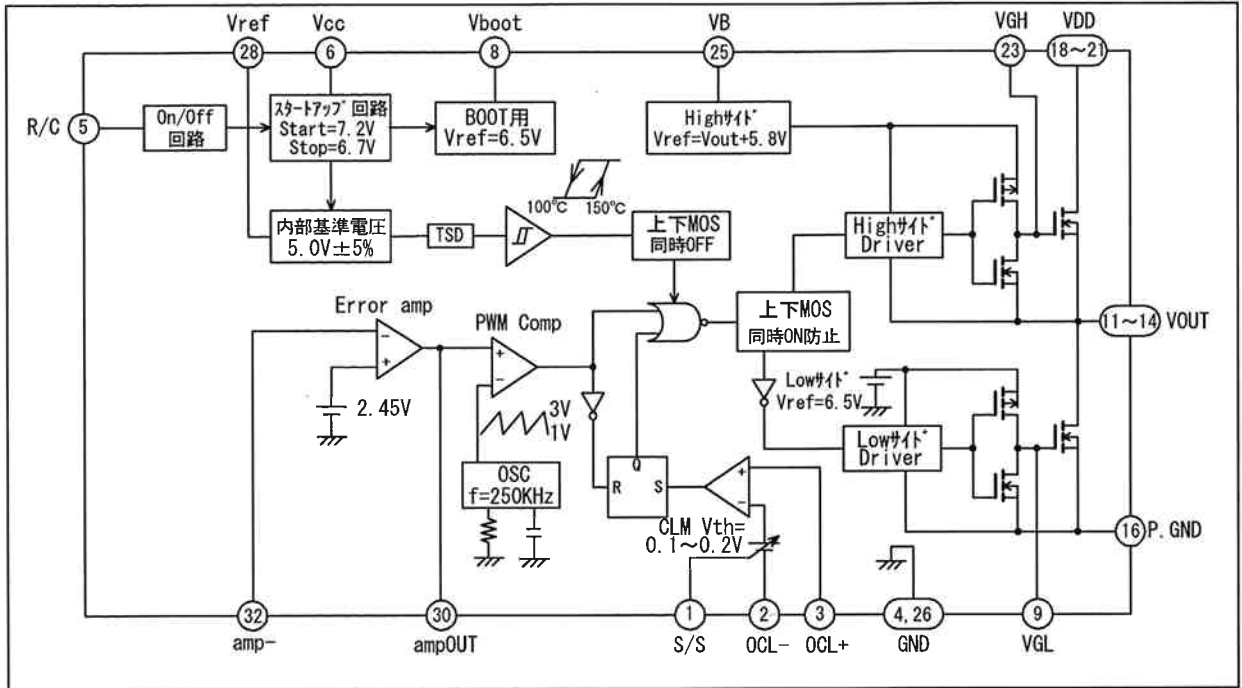 Vref
Vcc
Vboot
VB
VGH
VDD
28
6
8
25
23
18~21
R/C
5
On/Off
回路
スタートアップ 回路
Start=7.2V
Stop=6.7V
BOOT用
Vref=6.5V
Highサイド
Vref=Vout+5.8V
100℃
150℃
内部基準電圧
5.0V±5%
TSD
上下MOS
同時OFF
Highサイド
Driver
Error amp
PWM Comp
上下MOS
同時ON防止
11~14
VOUT
-
+
+
-
2.45V
3V
1V
Lowサイド
Vref=6.5V
OSC
f=250KHz
Q
R
S
+
-
Lowサイド
Driver
CLM Vth=
0.1~0.2V
16
P.GND
32
30
1
2
3
4,26
9
amp-
ampOUT
S/S
OCL-
OCL+
GND
VGL